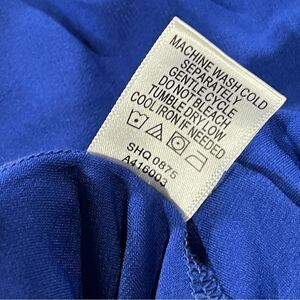 MACHINE WASH COLD
SEPARATELY
GENTLE CYCLE
DO NOT BLEACH
TUMBLE DRY LOW
COOL IRON IF NEEDED
SHQ 0875
A416003